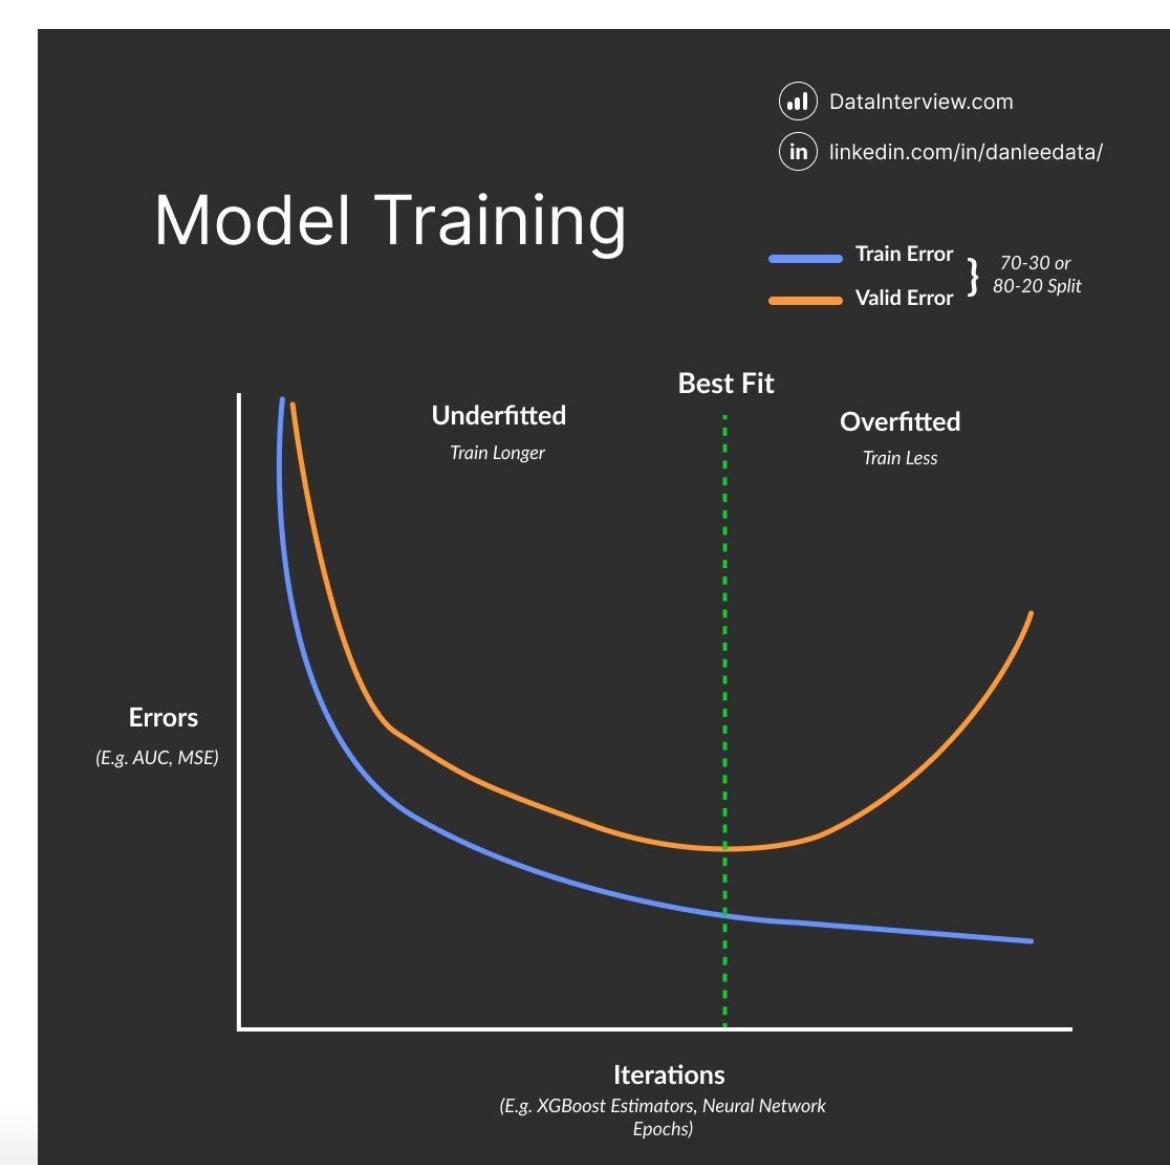 DataInterview.com
in linkedin.com/in/danleedata/
Model Training
Train Error
Valid Error
} 70-30 or
80-20 Split
Best Fit
Underfitted
Train Longer
Overfitted
Train Less
Errors
(E.g. AUC, MSE)
Iterations
(E.g. XGBoost Estimators, Neural Network
Epochs)